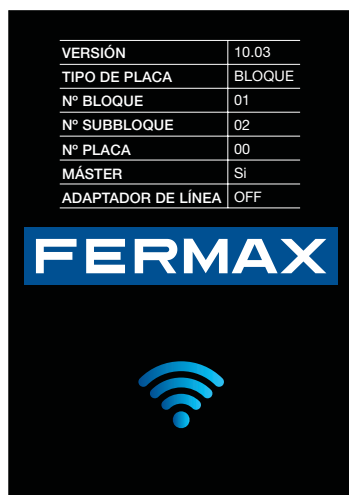 VERSIÓN 10.03
TIPO DE PLACA BLOQUE
Nº BLOQUE 01
Nº SUBBLOQUE 02
Nº PLACA 00
MÁSTER Si
ADAPTADOR DE LÍNEA OFF
FERMAX